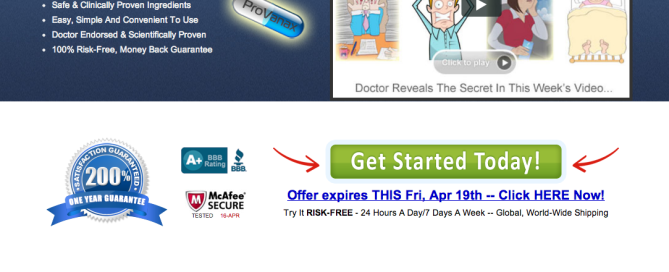 Safe & Clinically Proven Ingredients
Easy, Simple And Convenient To Use
Doctor Endorsed & Scientifically Proven
100% Risk-Free, Money Back Guarantee
ProVanax
Click to play
Doctor Reveals The Secret In This Week's Video...
SATISFACTION GUARANTEED
200%
ONE YEAR GUARANTEE
A+ BBB Rating
BBB.
McAfee
SECURE
TESTED 16-APR
Get Started Today!
Offer expires THIS Fri, Apr 19th -- Click HERE Now!
Try It RISK-FREE - 24 Hours A Day/7 Days A Week -- Global, World-Wide Shipping